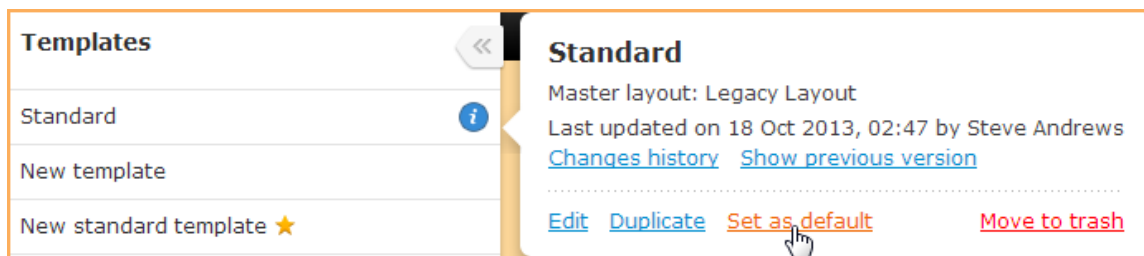 Templates
Standard
New template
New standard template
Standard
Master layout: Legacy Layout
Last updated on 18 Oct 2013, 02:47 by Steve Andrews
Changes history Show previous version
Edit Duplicate Set as default Move to trash